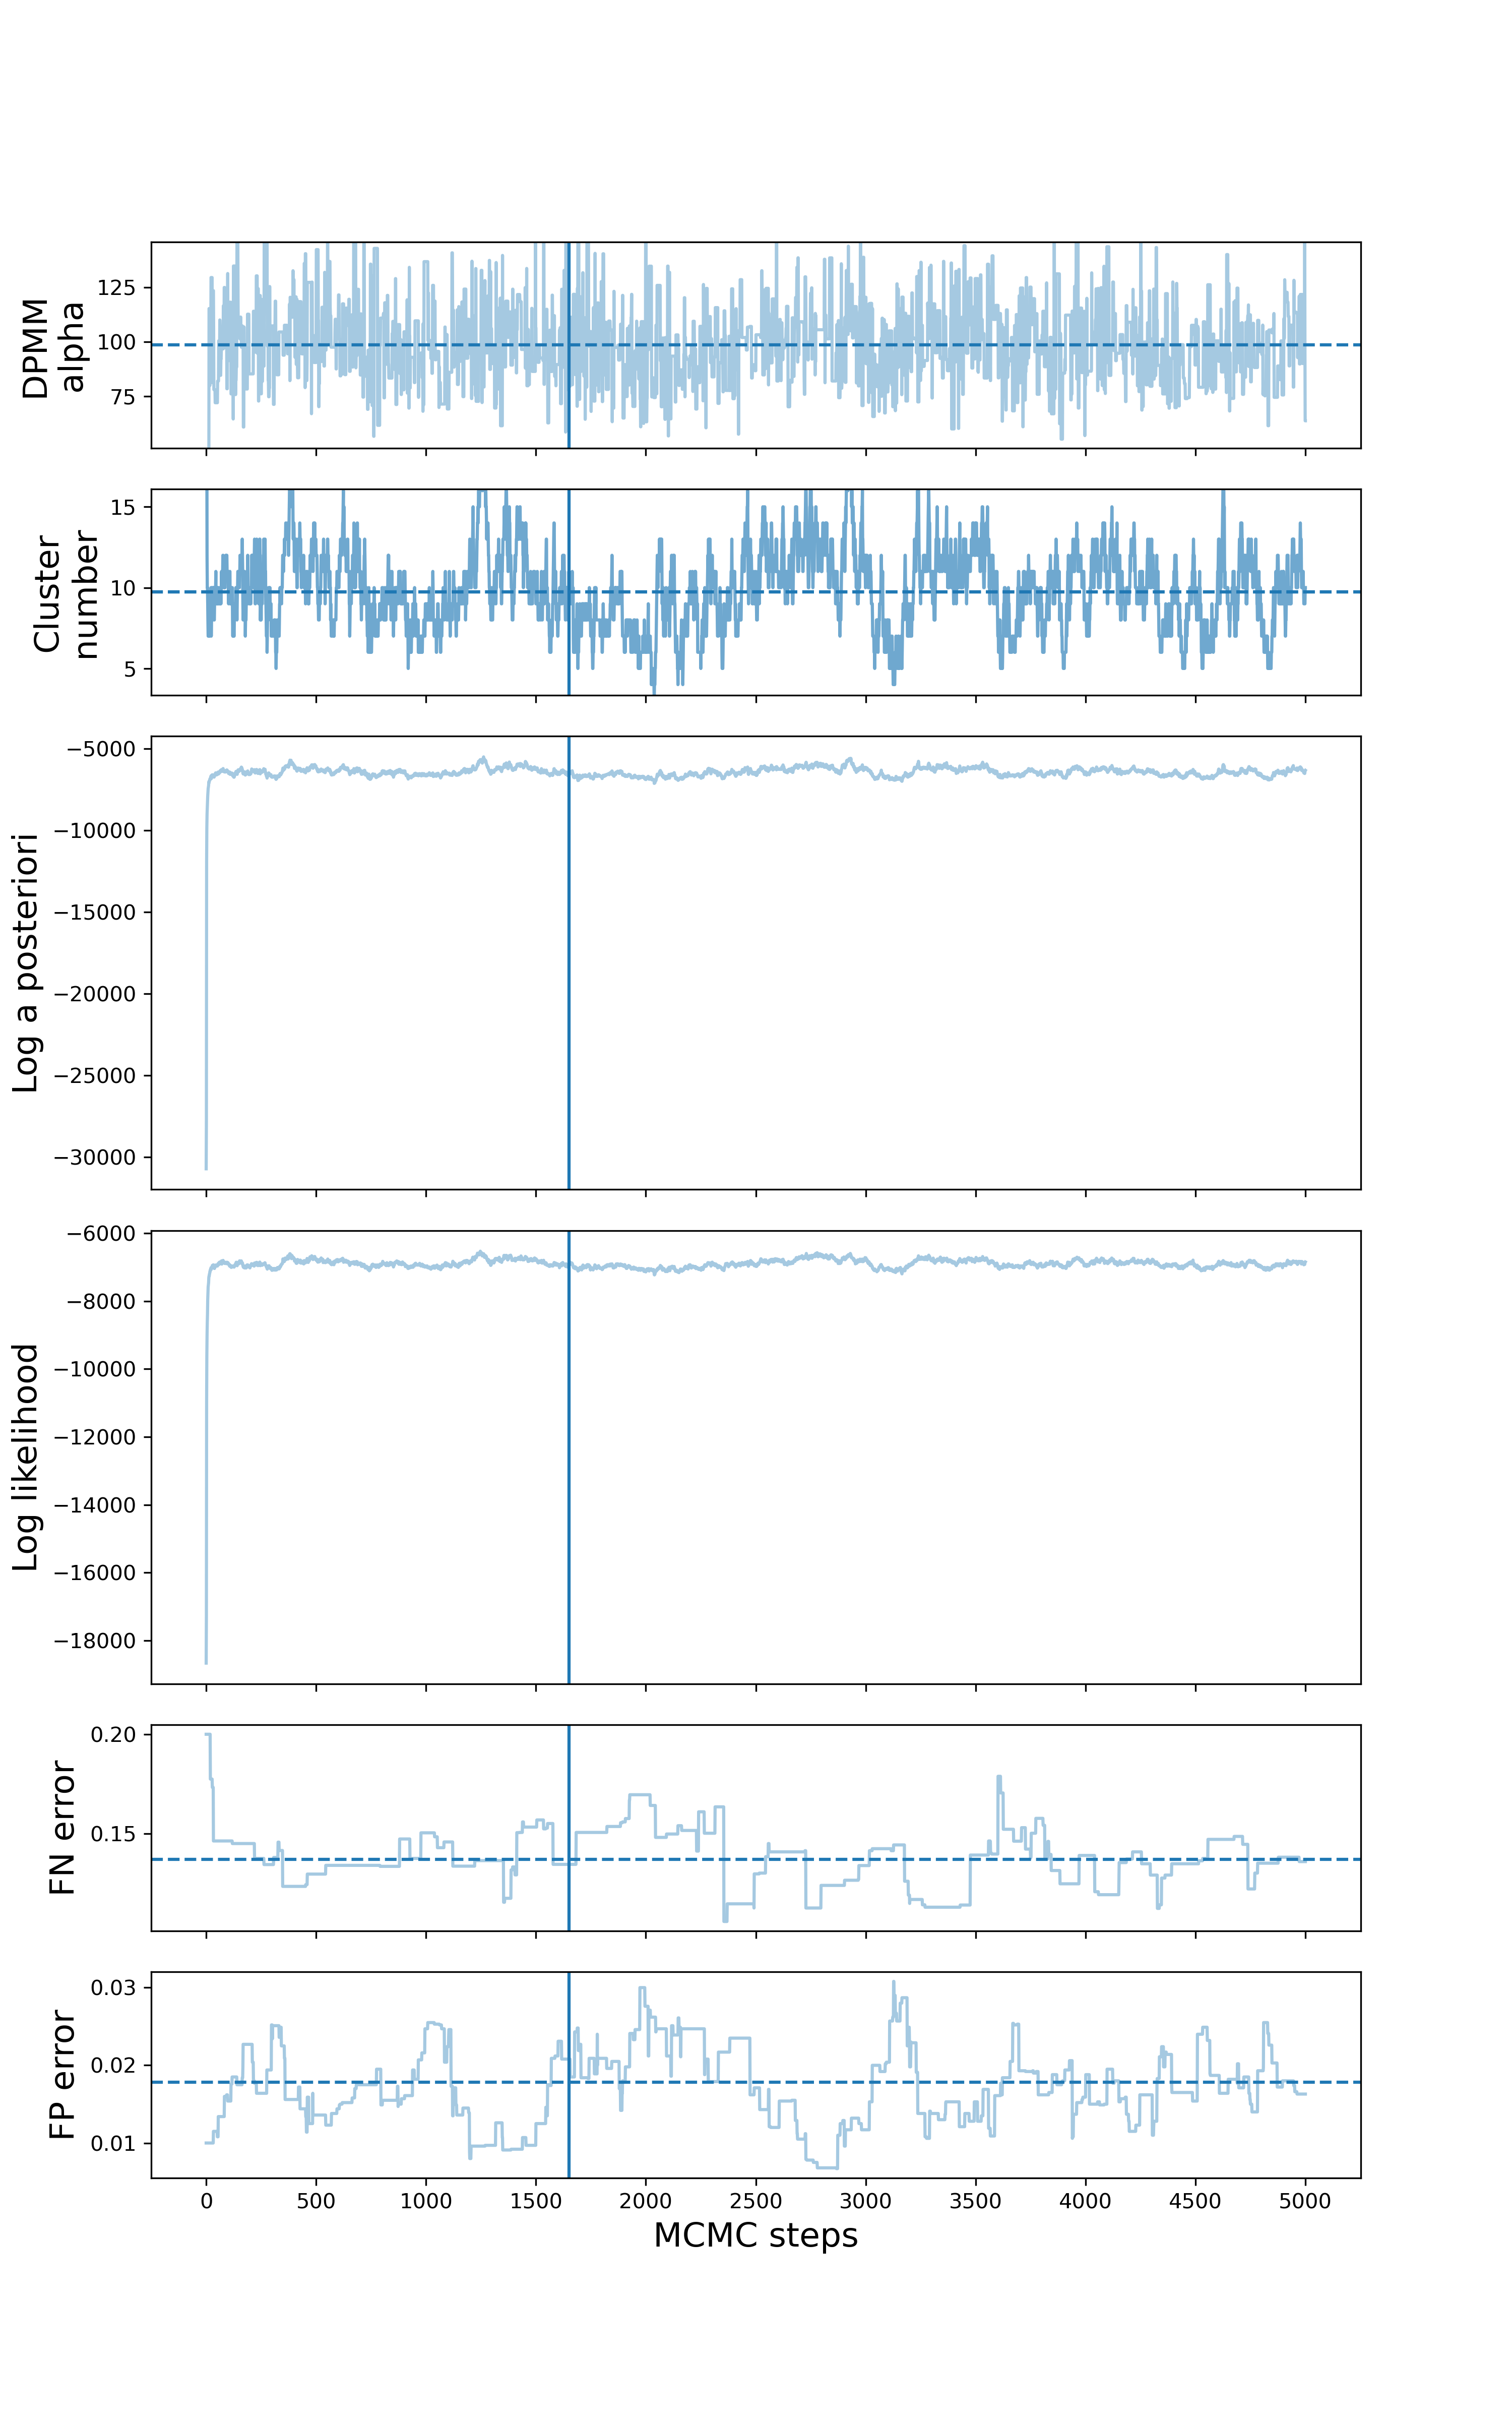 DPMM
alpha
125
100
75
Cluster
number
15
10
5
Log a posteriori
−5000
−10000
−15000
−20000
−25000
−30000
Log likelihood
−6000
−8000
−10000
−12000
−14000
−16000
−18000
FN error
0.20
0.15
FP error
0.03
0.02
0.01
0 500 1000 1500 2000 2500 3000 3500 4000 4500 5000
MCMC steps